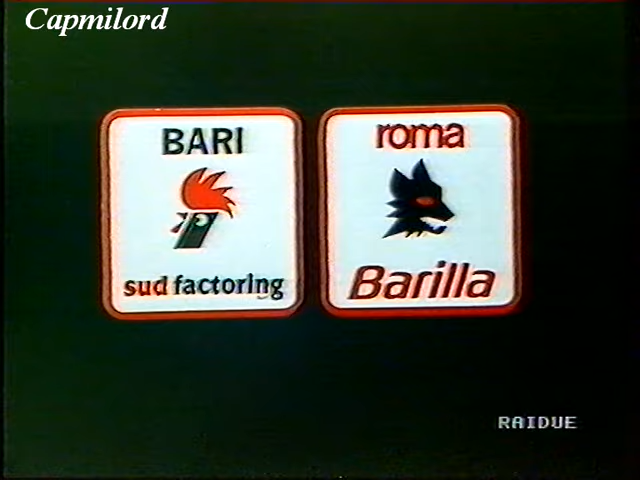 Capmilord
BARI
sud factoring
roma
Barilla
RAIDUE